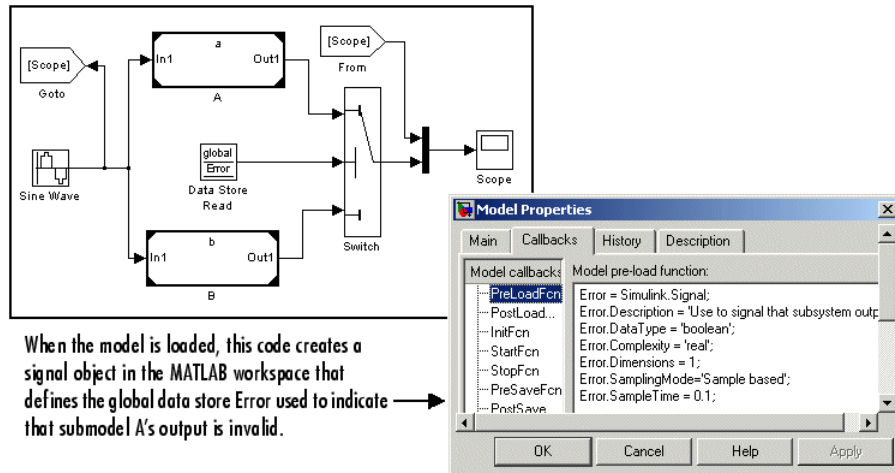 a
[Scope]
In1
Out1
From
[Scope]
Goto
A
global
Error
Data Store
Read
Sine Wave
Scope
b
In1
Out1
Switch
B
When the model is loaded, this code creates a
signal object in the MATLAB workspace that
defines the global data store Error used to indicate
that submodel A's output is invalid.
Model Properties
Main
Callbacks
History
Description
Model callbacks
PreLoadFcn
PostLoad...
InitFcn
StartFcn
StopFcn
PreSaveFcn
PostSave
Model pre-load function:
Error = Simulink.Signal;
Error.Description = 'Use to signal that subsystem outp
Error.DataType = 'boolean';
Error.Complexity = 'real';
Error.Dimensions = 1;
Error.SamplingMode='Sample based';
Error.SampleTime = 0.1;
OK
Cancel
Help
Apply